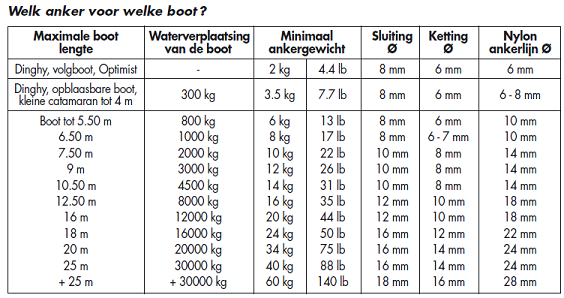 Welk anker voor welke boot?
Maximale boot lengte Waterverplaatsing van de boot Minimaal ankergewicht Sluiting Ø Ketting Ø Nylon ankerlijn Ø
Dinghy, volgboot, Optimist - 2 kg 4.4 lb 8 mm 6 mm 6 mm
Dinghy, opblaasbare boot, kleine catamaran tot 4 m 300 kg 3.5 kg 7.7 lb 8 mm 6 mm 6 - 8 mm
Boot tot 5.50 m 800 kg 6 kg 13 lb 8 mm 6 mm 10 mm
6.50 m 1000 kg 8 kg 17 lb 8 mm 6 - 7 mm 10 mm
7.50 m 2000 kg 10 kg 22 lb 10 mm 8 mm 14 mm
9 m 3000 kg 12 kg 26 lb 10 mm 8 mm 14 mm
10.50 m 4500 kg 14 kg 31 lb 10 mm 8 mm 14 mm
12.50 m 8000 kg 16 kg 35 lb 12 mm 10 mm 18 mm
16 m 12000 kg 20 kg 44 lb 12 mm 10 mm 18 mm
18 m 16000 kg 24 kg 50 lb 16 mm 12 mm 22 mm
20 m 20000 kg 34 kg 75 lb 16 mm 14 mm 24 mm
25 m 30000 kg 40 kg 88 lb 16 mm 14 mm 24 mm
+ 25 m + 30000 kg 60 kg 140 lb 18 mm 16 mm 28 mm